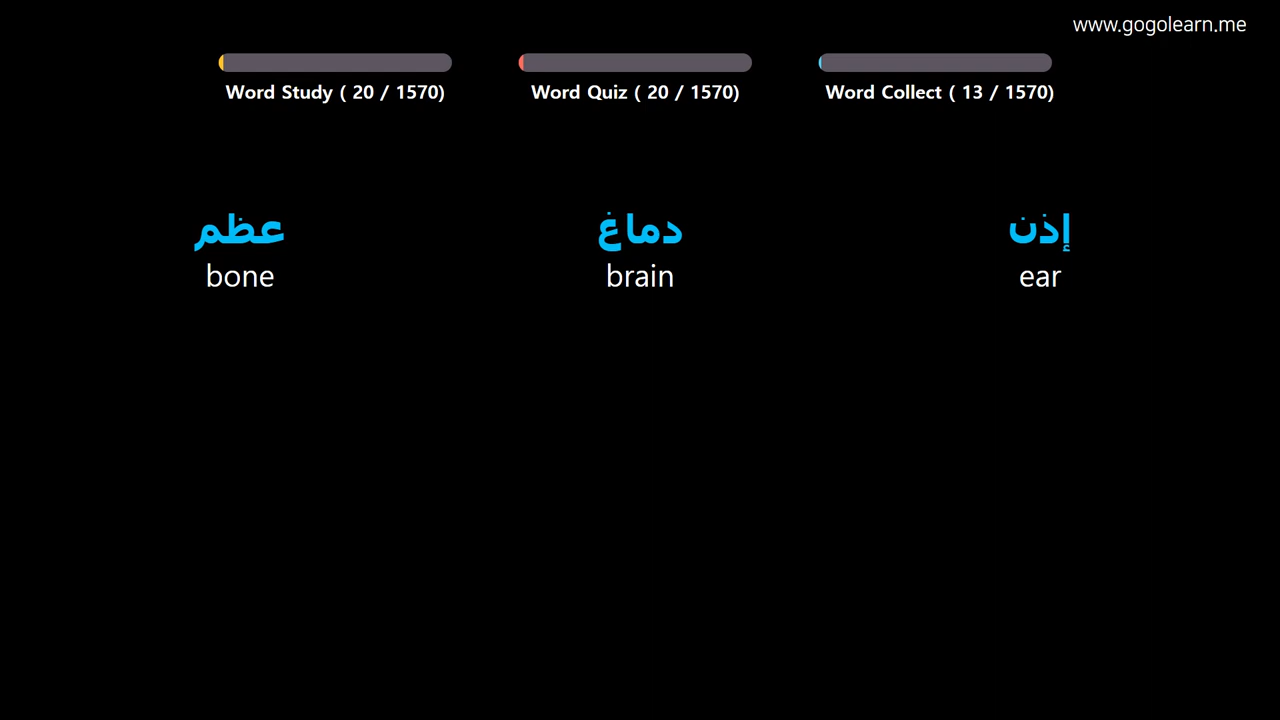 www.gogolearn.me
Word Study ( 20 / 1570)
Word Quiz ( 20 / 1570)
Word Collect ( 13 / 1570)
عظم
bone
دماغ
brain
إذن
ear